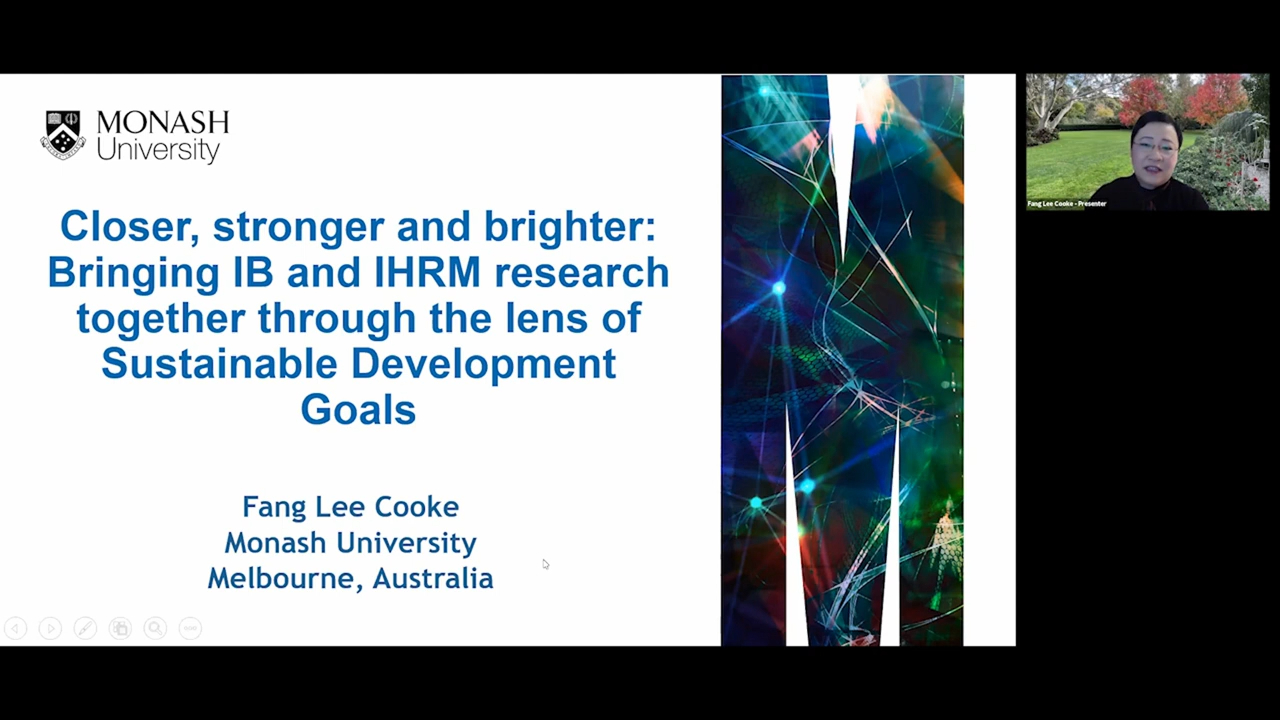 MONASH
University
Closer, stronger and brighter:
Bringing IB and IHRM research
together through the lens of
Sustainable Development
Goals
Fang Lee Cooke
Monash University
Melbourne, Australia
Fang Lee Cooke - Presenter